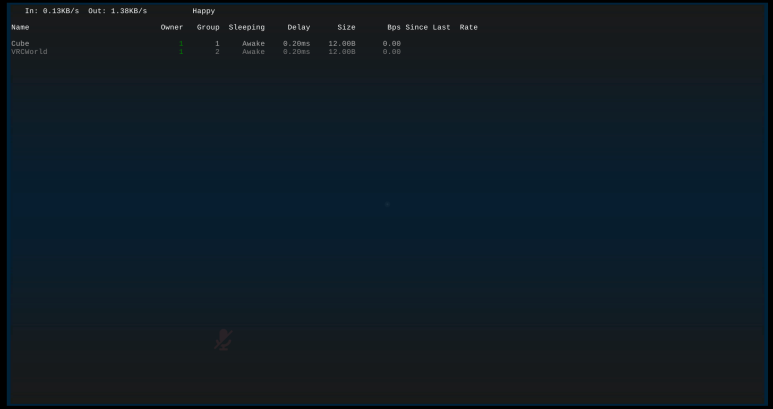 In: 0.13KB/s Out: 1.38KB/s Happy
Name Owner Group Sleeping Delay Size Bps Since Last Rate
Cube 1 1 Awake 0.20ms 12.00B 0.00
VRCWorld 1 2 Awake 0.20ms 12.00B 0.00